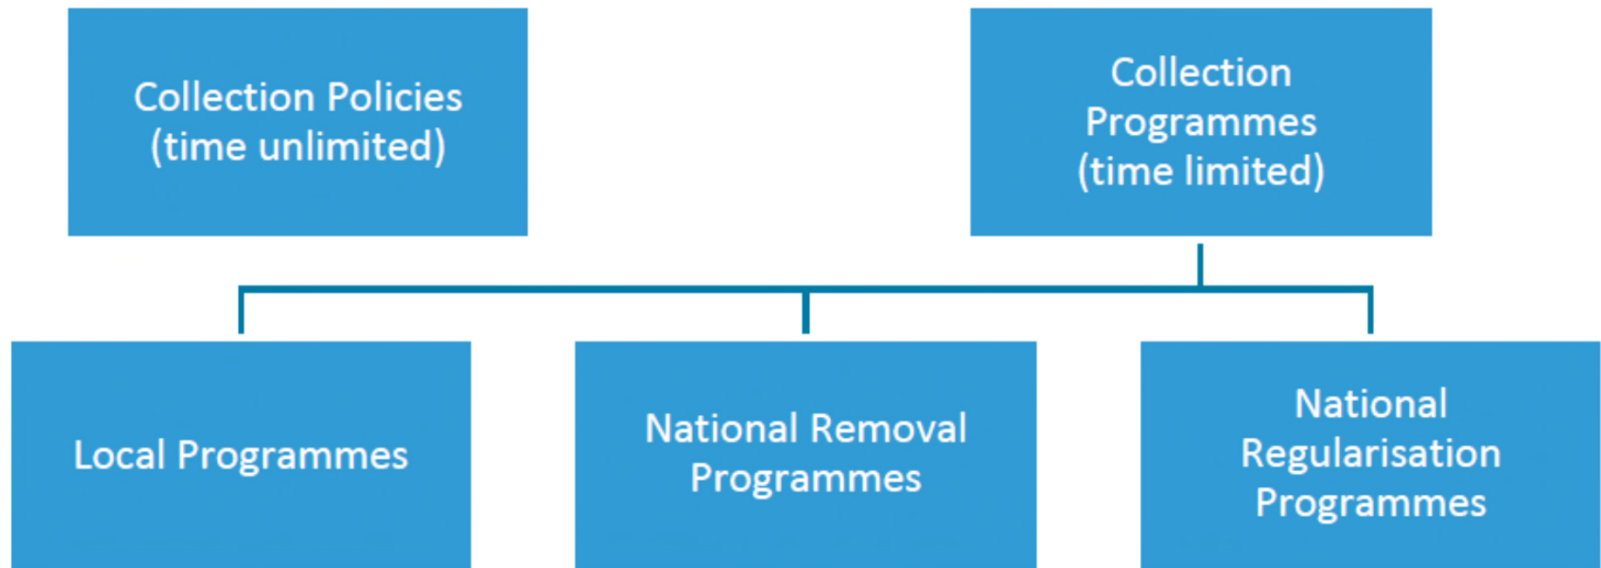 Collection Policies
(time unlimited)
Collection
Programmes
(time limited)
Local Programmes
National Removal
Programmes
National
Regularisation
Programmes